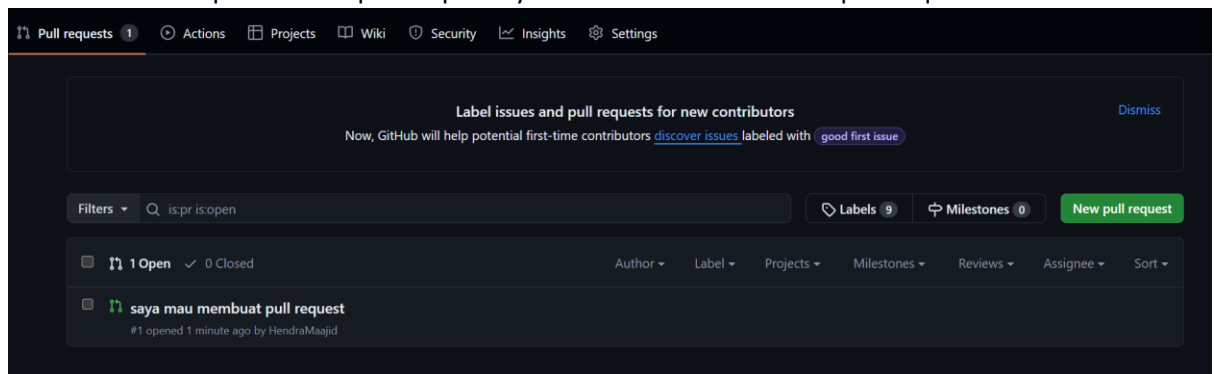 Pull requests 1 Actions Projects Wiki Security Insights Settings
Label issues and pull requests for new contributors
Dismiss
Now, GitHub will help potential first-time contributors discover issues labeled with good first issue
Filters is:pr is:open Labels 9 Milestones 0 New pull request
1 Open 0 Closed Author Label Projects Milestones Reviews Assignee Sort
saya mau membuat pull request
#1 opened 1 minute ago by HendraMaajid